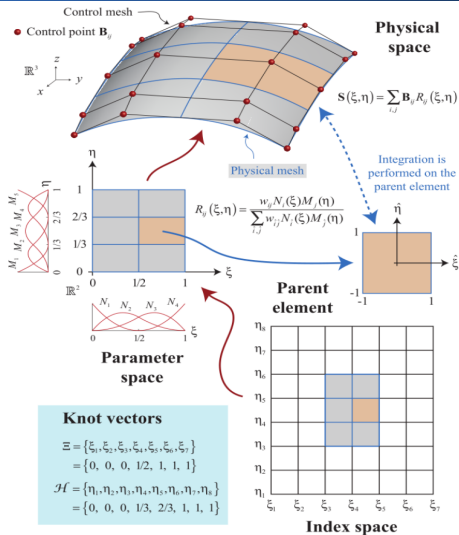 Control mesh
Control point B_ij
Physical space
ℝ³
z
x
y
S(ξ,η) = ∑_{i,j} B_ij R_ij (ξ,η)
Physical mesh
Integration is performed on the parent element
η
M_5
M_4
M_3
M_2
M_1
η
1
2/3
1/3
0
1
2/3
1/3
0
1/2
1
ξ
ℝ²
R_ij (ξ,η) = w_ij N_i(ξ)M_j(η) / ∑_{i,j} w_ij N_i(ξ)M_j(η)
η̂
1
-1
-1
1
ξ̂
Parent element
N_1
N_2
N_3
N_4
ξ
Parameter space
η_8
η_7
η_6
η_5
η_4
η_3
η_2
η_1
ξ_1
ξ_2
ξ_3
ξ_4
ξ_5
ξ_6
ξ_7
Index space
Knot vectors
Ξ = {ξ_1,ξ_2,ξ_3,ξ_4,ξ_5,ξ_6,ξ_7}
= {0, 0, 0, 1/2, 1, 1, 1}
ℋ = {η_1,η_2,η_3,η_4,η_5,η_6,η_7,η_8}
= {0, 0, 0, 1/3, 2/3, 1, 1, 1}